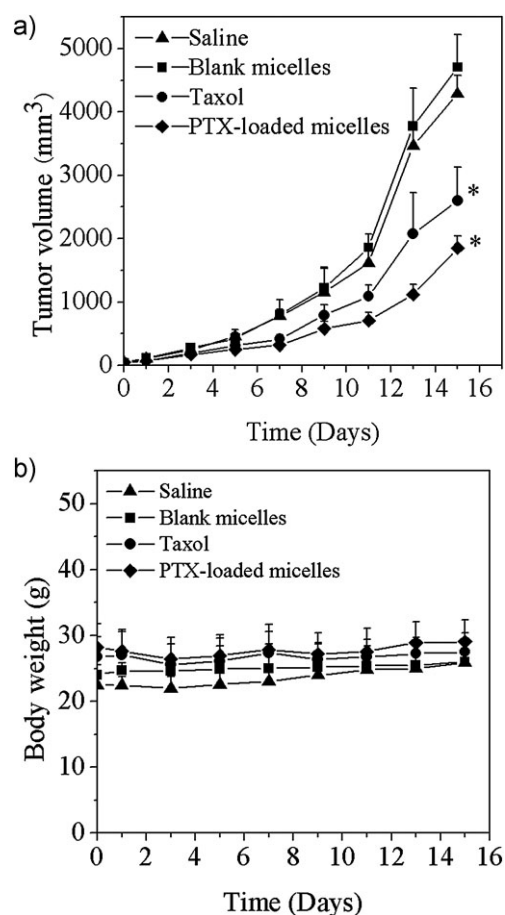 a)
Saline
Blank micelles
Taxol
PTX-loaded micelles
Tumor volume (mm³)
5000
4000
3000
2000
1000
0
*
*
0 2 4 6 8 10 12 14 16
Time (Days)
b)
Saline
Blank micelles
Taxol
PTX-loaded micelles
Body weight (g)
50
40
30
20
10
0
0 2 4 6 8 10 12 14 16
Time (Days)